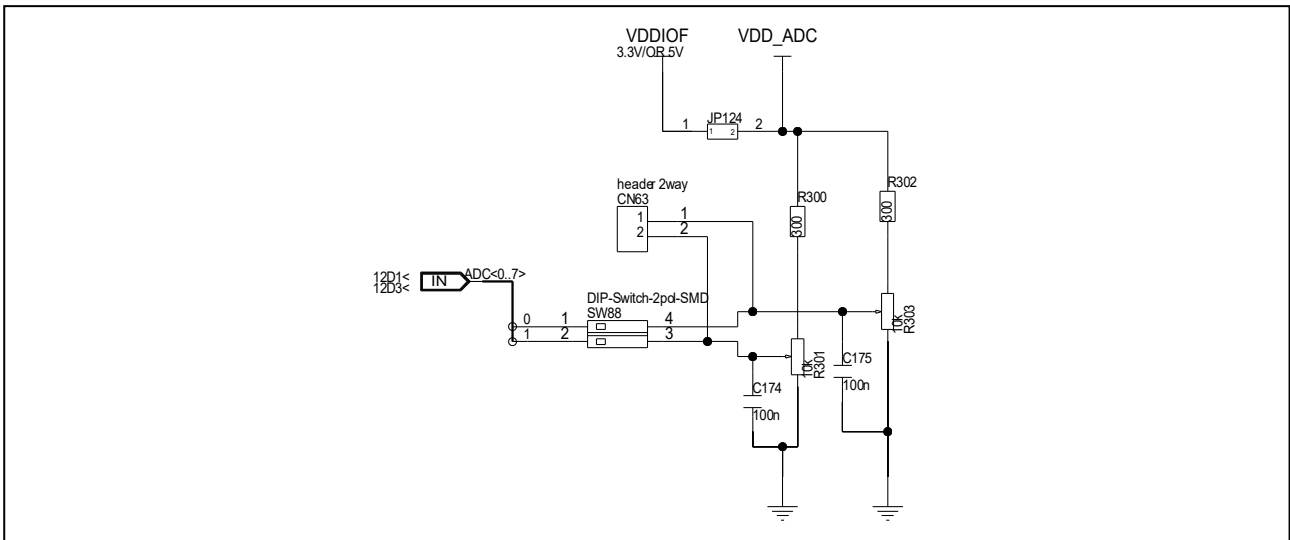 VDDIOF VDD_ADC
3.3V/OR 5V
JP124
1 1 2 2
header 2way
CN63
1 1
2 2
R302
300
R300
300
12D1<
12D3<
IN
ADC<0..7>
DIP-Switch-2pol-SMD
SW88
0 1 4
1 2 3
10k
R303
10k
R301
C175
100n
C174
100n